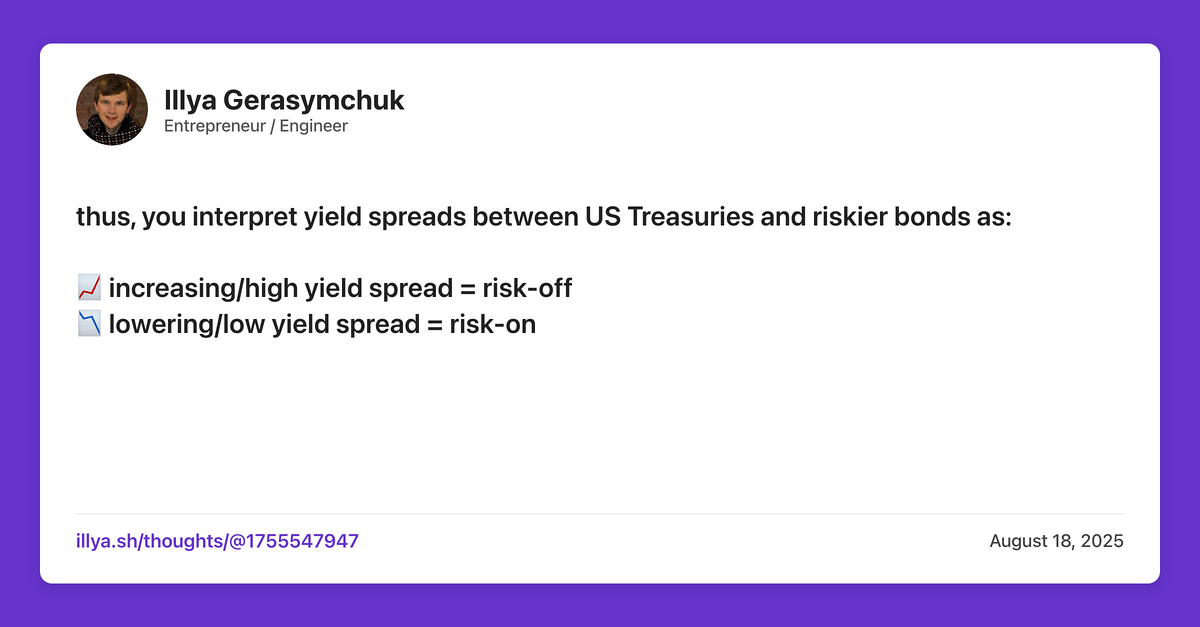 Illya Gerasymchuk
Entrepreneur / Engineer
thus, you interpret yield spreads between US Treasuries and riskier bonds as:
📈 increasing/high yield spread = risk-off
📉 lowering/low yield spread = risk-on
illya.sh/thoughts/@1755547947
August 18, 2025